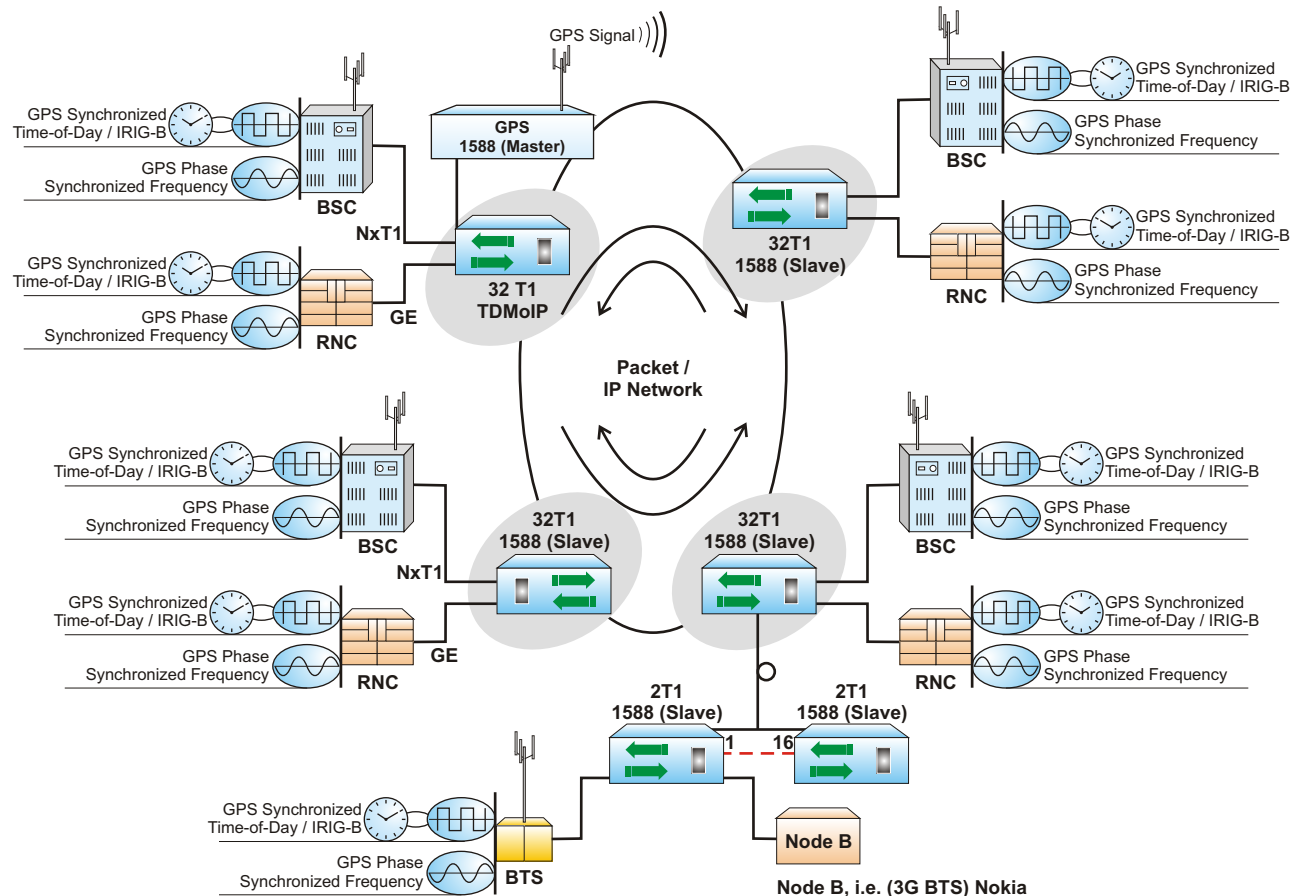 GPS Signal
GPS Synchronized
Time-of-Day / IRIG-B
GPS Phase
Synchronized Frequency
BSC
GPS
1588 (Master)
GPS Synchronized
Time-of-Day / IRIG-B
GPS Phase
Synchronized Frequency
BSC
NxT1
32T1
1588 (Slave)
GPS Synchronized
Time-of-Day / IRIG-B
GPS Phase
Synchronized Frequency
RNC
GE
32 T1
TDMoIP
GPS Synchronized
Time-of-Day / IRIG-B
GPS Phase
Synchronized Frequency
RNC
Packet /
IP Network
GPS Synchronized
Time-of-Day / IRIG-B
GPS Phase
Synchronized Frequency
BSC
NxT1
32T1
1588 (Slave)
32T1
1588 (Slave)
GPS Synchronized
Time-of-Day / IRIG-B
GPS Phase
Synchronized Frequency
BSC
GPS Synchronized
Time-of-Day / IRIG-B
GPS Phase
Synchronized Frequency
RNC
GE
GPS Synchronized
Time-of-Day / IRIG-B
GPS Phase
Synchronized Frequency
RNC
2T1
1588 (Slave)
2T1
1588 (Slave)
1
16
GPS Synchronized
Time-of-Day / IRIG-B
GPS Phase
Synchronized Frequency
BTS
Node B
Node B, i.e. (3G BTS) Nokia